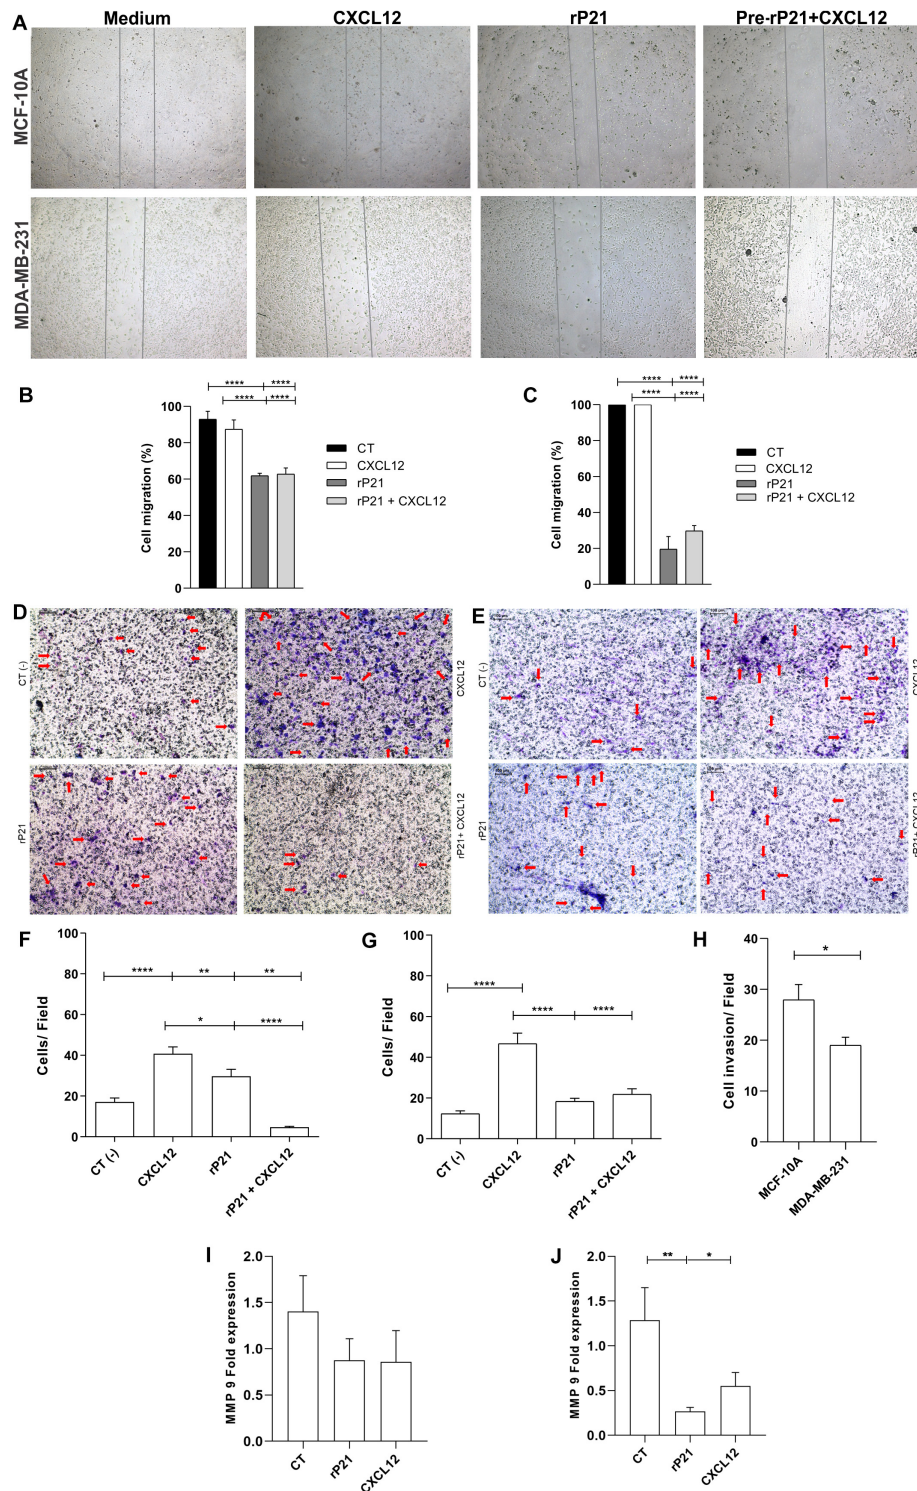 A
Medium
CXCL12
rP21
Pre-rP21+CXCL12
MCF-10A
MDA-MB-231
B
**** ****
**** ****
100
80
60
40
20
0
Cell migration (%)
CT
CXCL12
rP21
rP21 + CXCL12
C
**** ****
**** ****
100
80
60
40
20
0
Cell migration (%)
CT
CXCL12
rP21
rP21 + CXCL12
D
CT (-)
CXCL12
rP21
rP21+ CXCL12
E
CT (-)
CXCL12
rP21
rP21+ CXCL12
F
100
80
60
40
20
0
Cells/ Field
**** ** **
* ****
CT (-)
CXCL12
rP21
rP21 + CXCL12
G
100
80
60
40
20
0
Cells/ Field
****
**** ****
CT (-)
CXCL12
rP21
rP21 + CXCL12
H
40
30
20
10
0
Cell invasion/ Field
*
MCF-10A
MDA-MB-231
I
2.0
1.5
1.0
0.5
0.0
MMP 9 Fold expression
CT
rP21
CXCL12
J
2.0
1.5
1.0
0.5
0.0
MMP 9 Fold expression
** *
CT
rP21
CXCL12